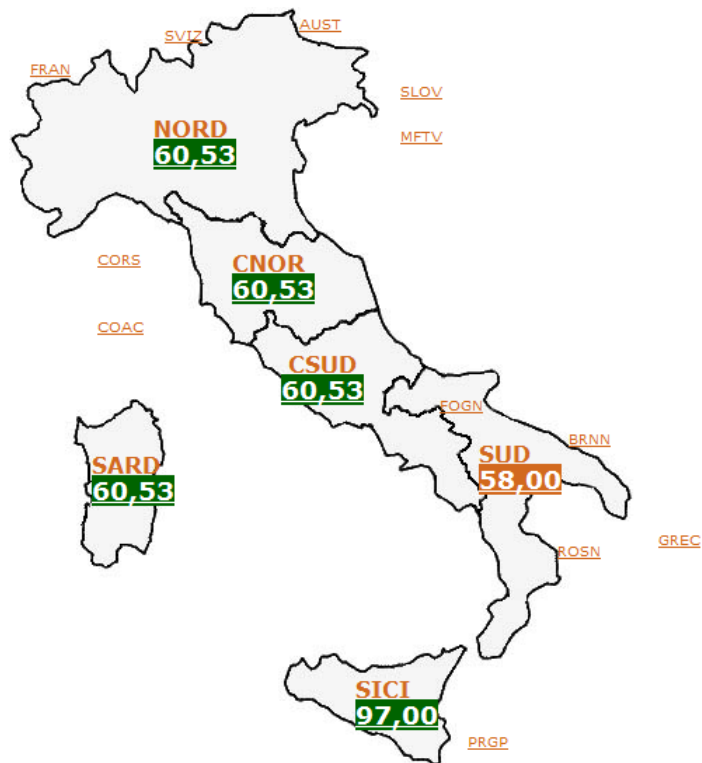 AUST
SVIZ
FRAN
SLOV
NORD
60,53
MFTV
CORS
CNOR
60,53
COAC
CSUD
60,53
FOGN
BRNN
SUD
58,00
SARD
60,53
GREC
ROSN
SICI
97,00
PRGP